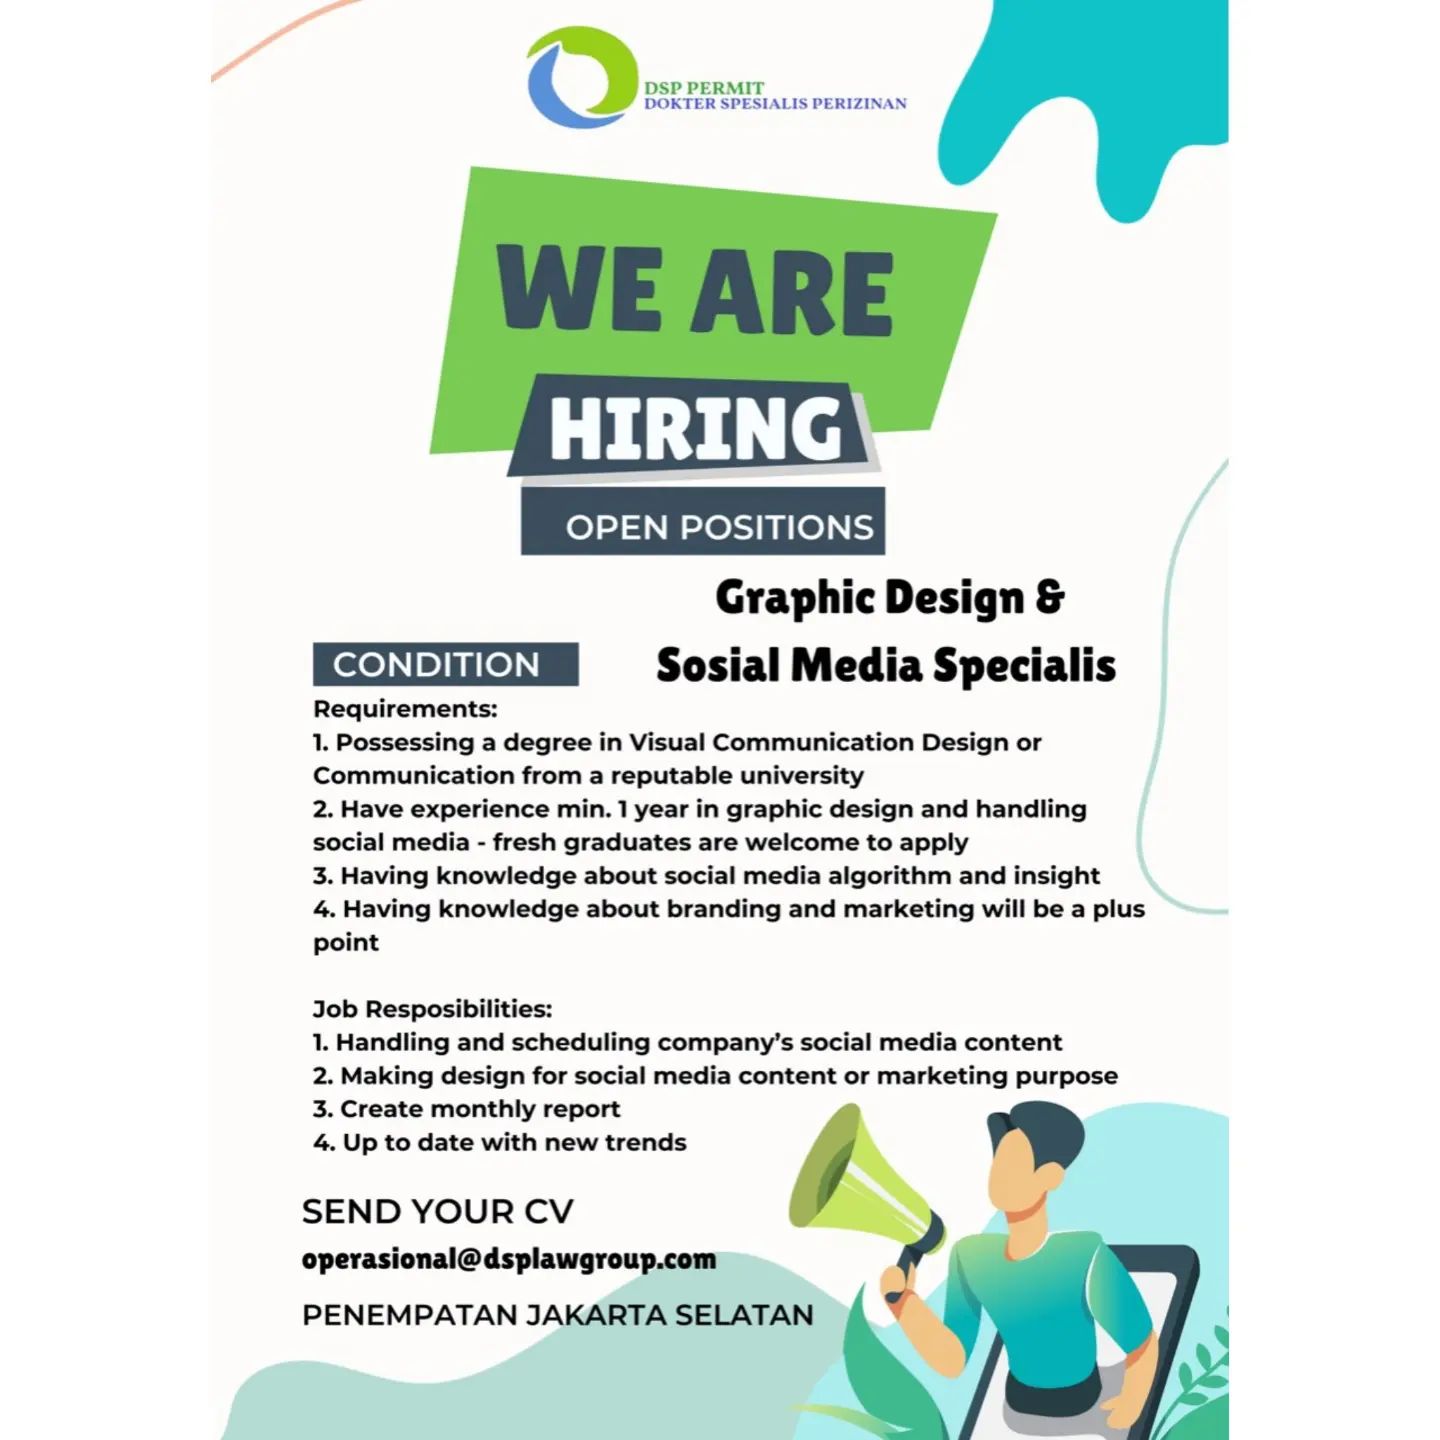 DSP PERMIT
DOKTER SPESIALIS PERIZINAN
WE ARE
HIRING
OPEN POSITIONS
Graphic Design &
Sosial Media Specialis
CONDITION
Requirements:
1. Possessing a degree in Visual Communication Design or
Communication from a reputable university
2. Have experience min. 1 year in graphic design and handling
social media - fresh graduates are welcome to apply
3. Having knowledge about social media algorithm and insight
4. Having knowledge about branding and marketing will be a plus
point
Job Resposibilities:
1. Handling and scheduling company’s social media content
2. Making design for social media content or marketing purpose
3. Create monthly report
4. Up to date with new trends
SEND YOUR CV
operasional@dsplawgroup.com
PENEMPATAN JAKARTA SELATAN